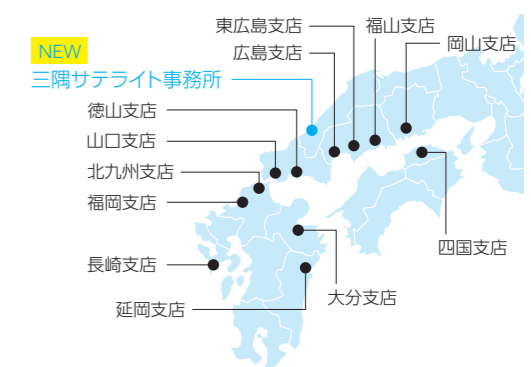 東広島支店
福山支店
広島支店
岡山支店
NEW
三隅サテライト事務所
徳山支店
山口支店
北九州支店
福岡支店
四国支店
長崎支店
大分支店
延岡支店